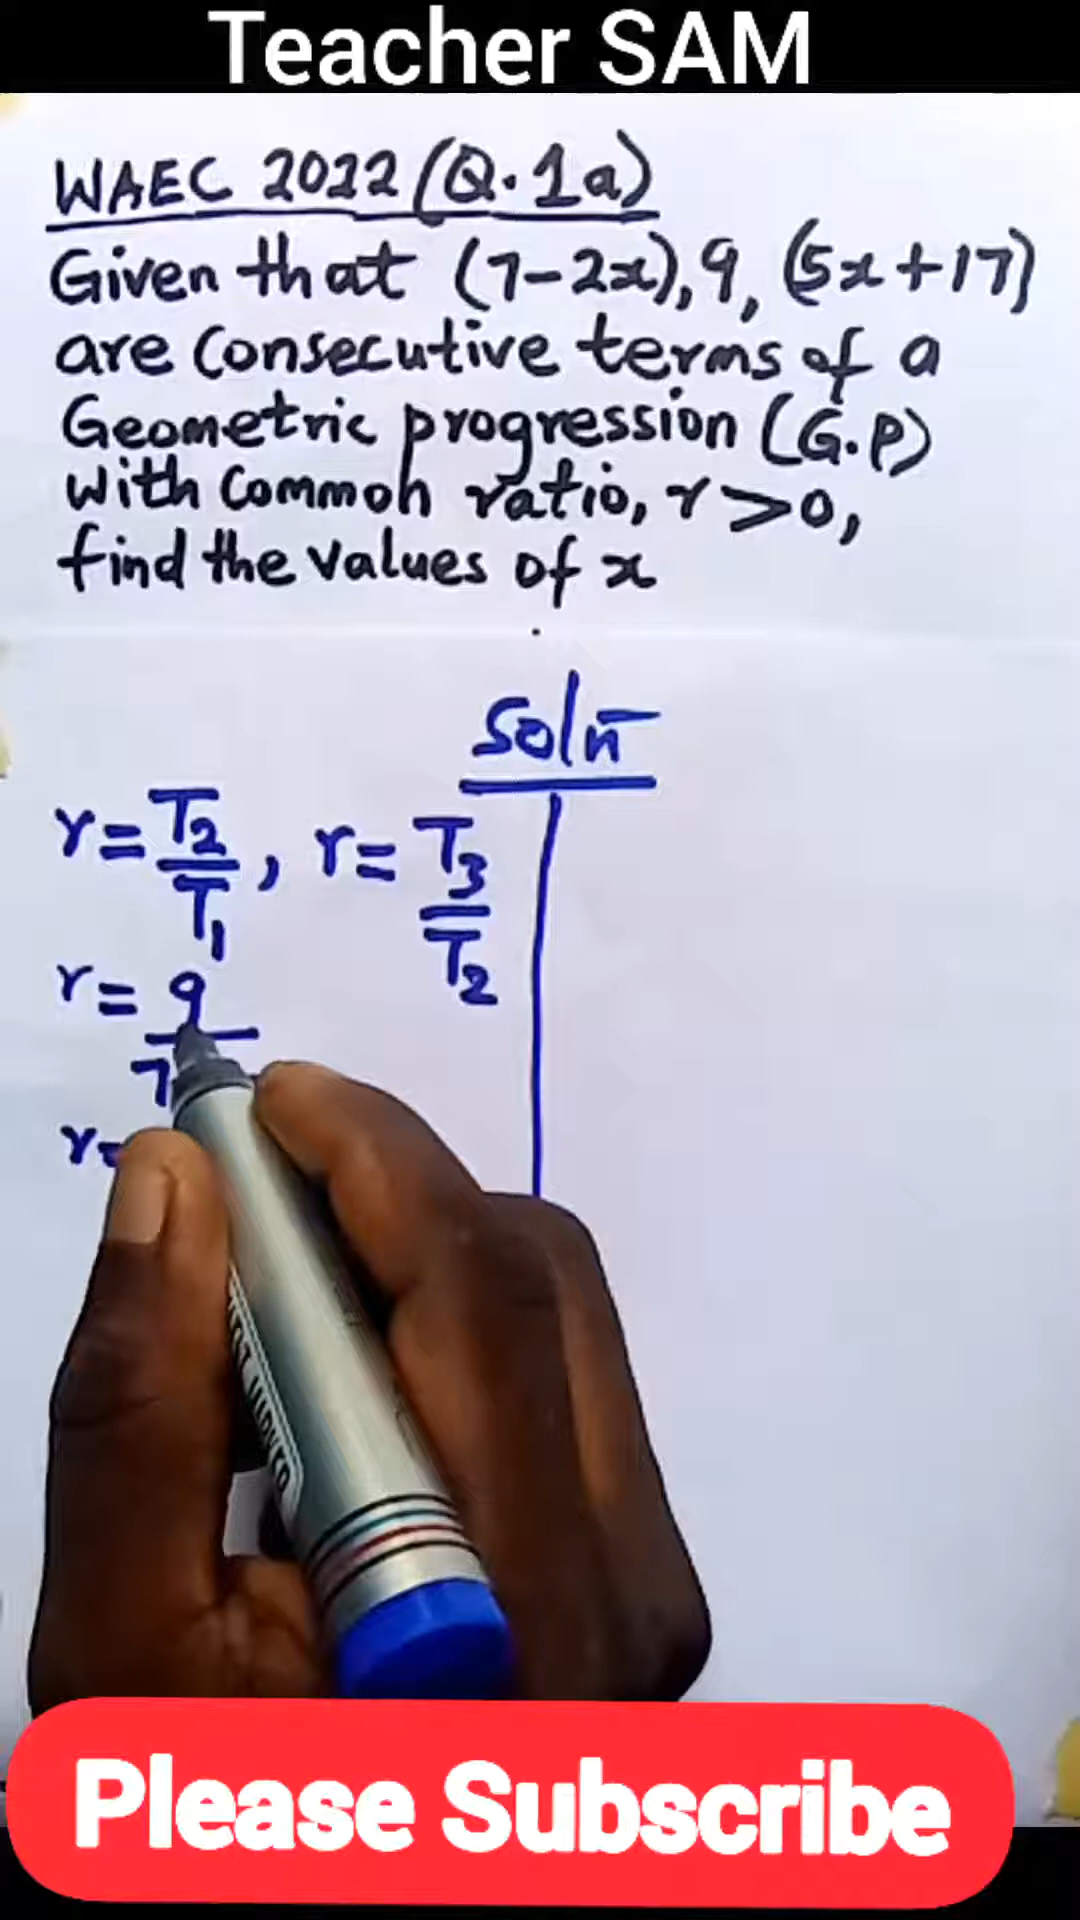 Teacher SAM
WAEC 2022 (Q.1a)
Given that (7-2x), 9, (5x+17)
are consecutive terms of a
Geometric progression (G.P)
with common ratio, r > 0,
find the values of x
Soln
r = T2/T1, r = T3/T2
r = 9/7
r=
Please Subscribe